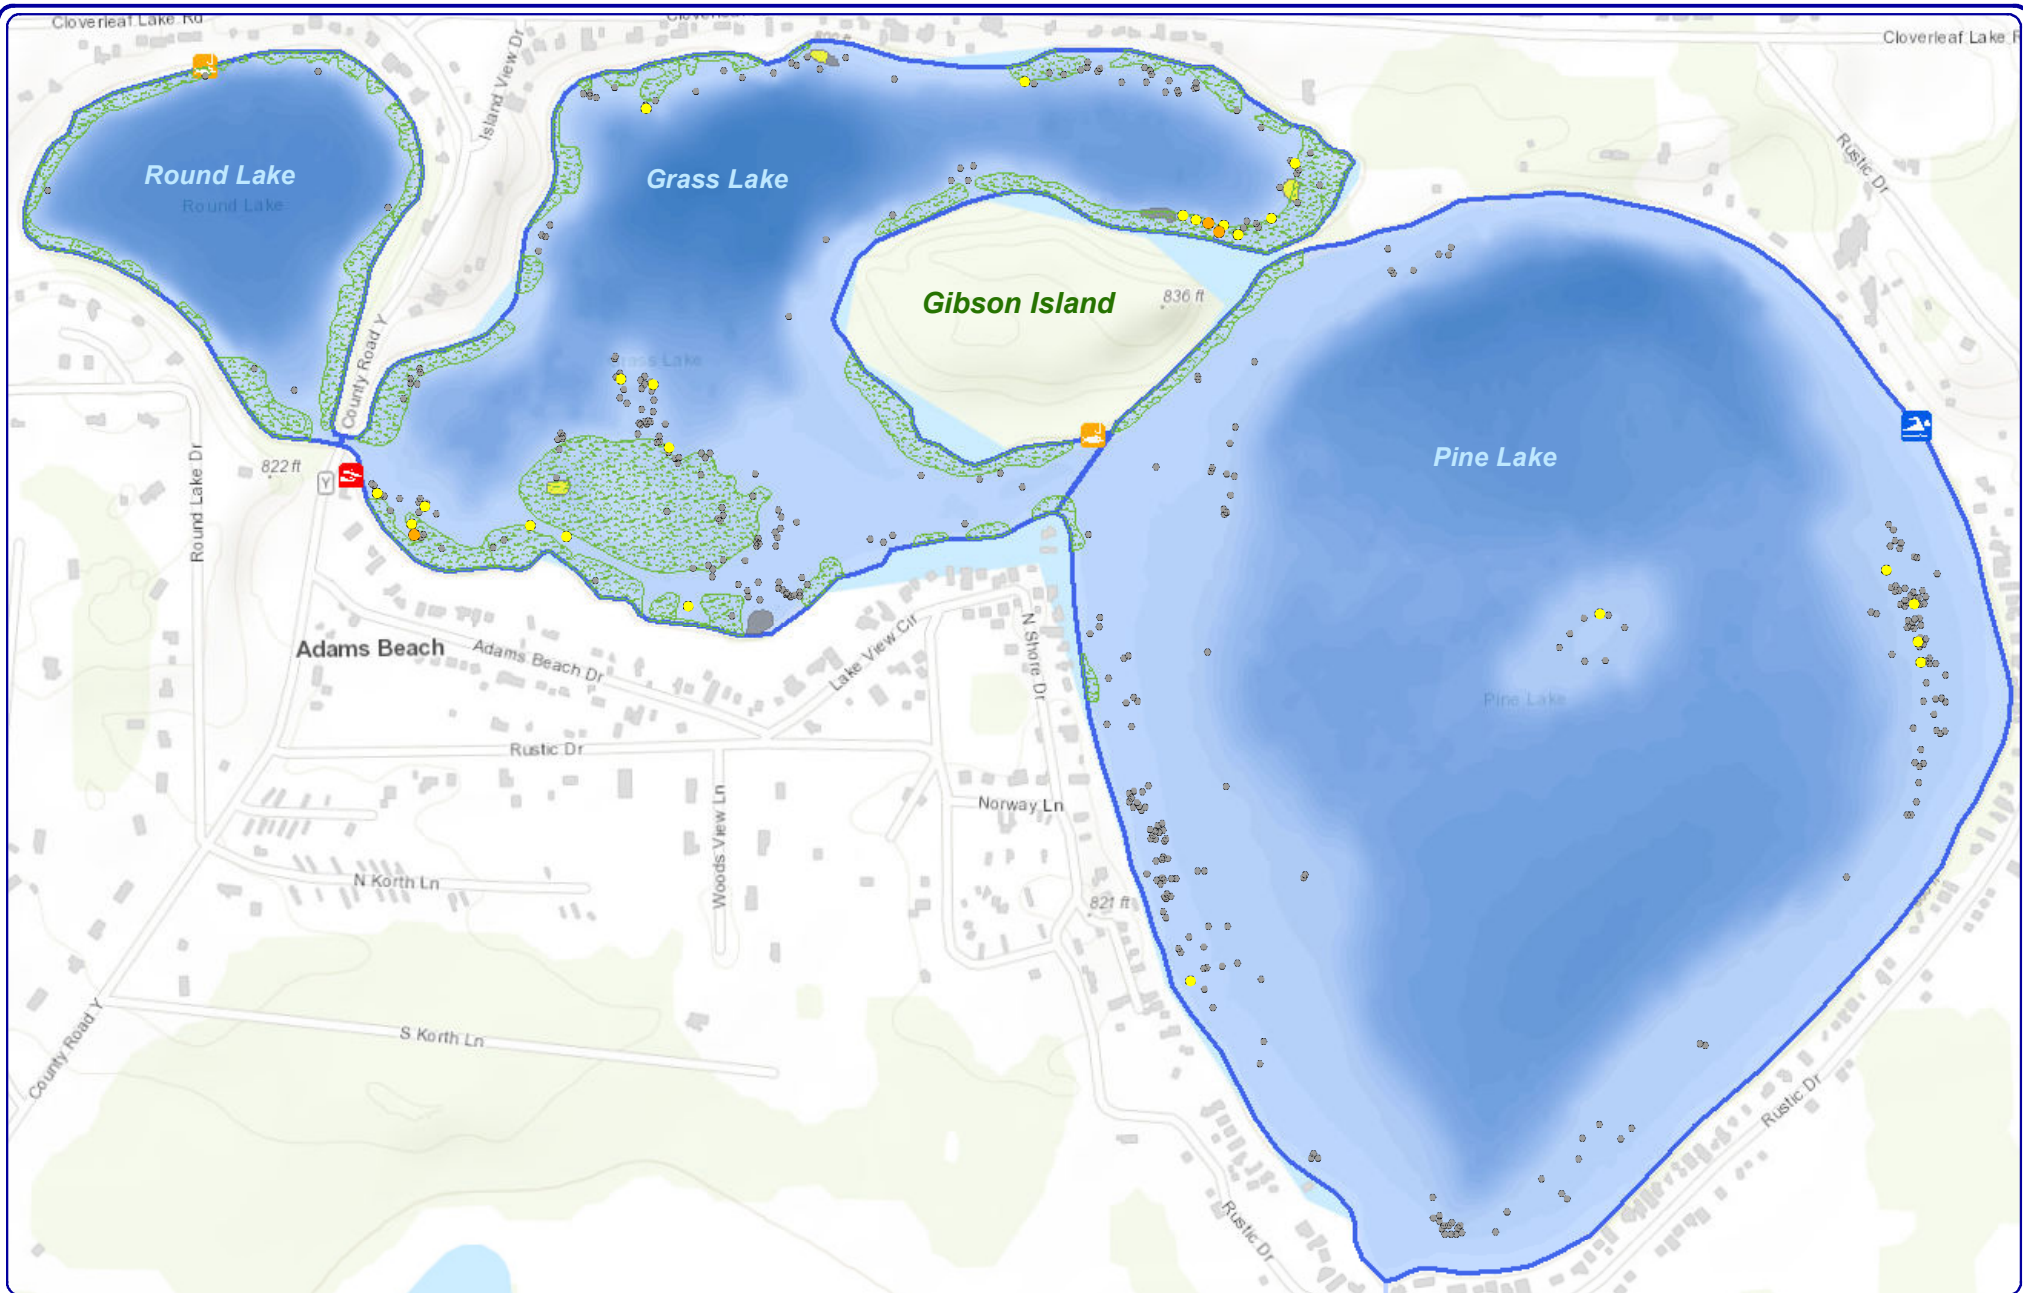 Cloverleaf Lake Rd
Cloverleaf Lake R
Island View Dr
Rustic Dr
Round Lake
Round Lake
Grass Lake
Gibson Island
836 ft
County Road Y
Grass Lake
Pine Lake
822 ft
Y
Round Lake Dr
Adams Beach
Adams Beach Dr
Lake View Cir
N Shore Dr
Pine Lake
Rustic Dr
Woods View Ln
Norway Ln
N Korth Ln
821 ft
County Road Y
S Korth Ln
Rustic Dr
Rustic Dr